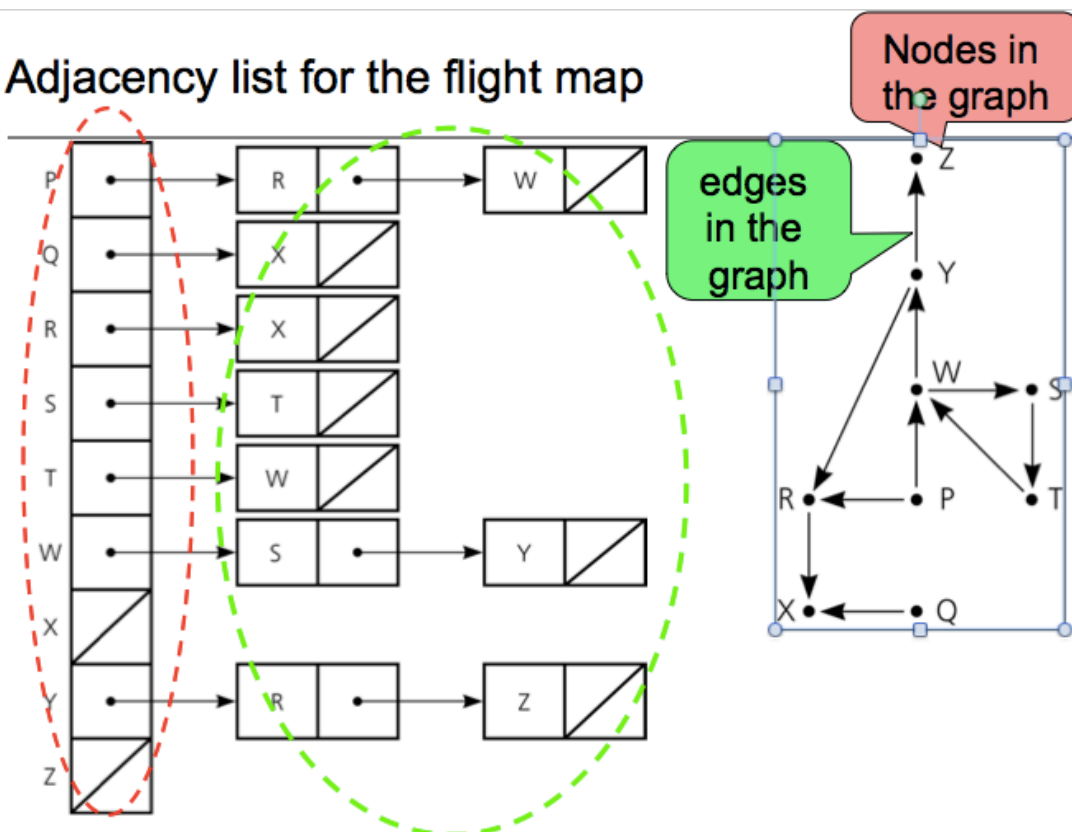 Adjacency list for the flight map
Nodes in
the graph
edges
in the
graph
P R W
Q X
R X
S T
T W
W S Y
X
Y R Z
Z
Z
Y
W S
R P T
X Q